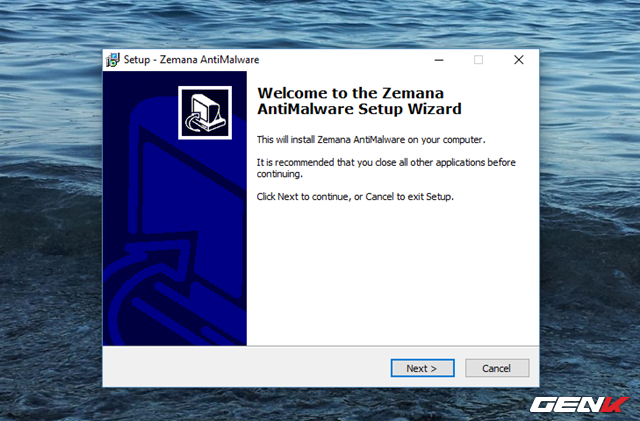 Setup - Zemana AntiMalware
Welcome to the Zemana
AntiMalware Setup Wizard
This will install Zemana AntiMalware on your computer.
It is recommended that you close all other applications before
continuing.
Click Next to continue, or Cancel to exit Setup.
Next >
Cancel
GENK